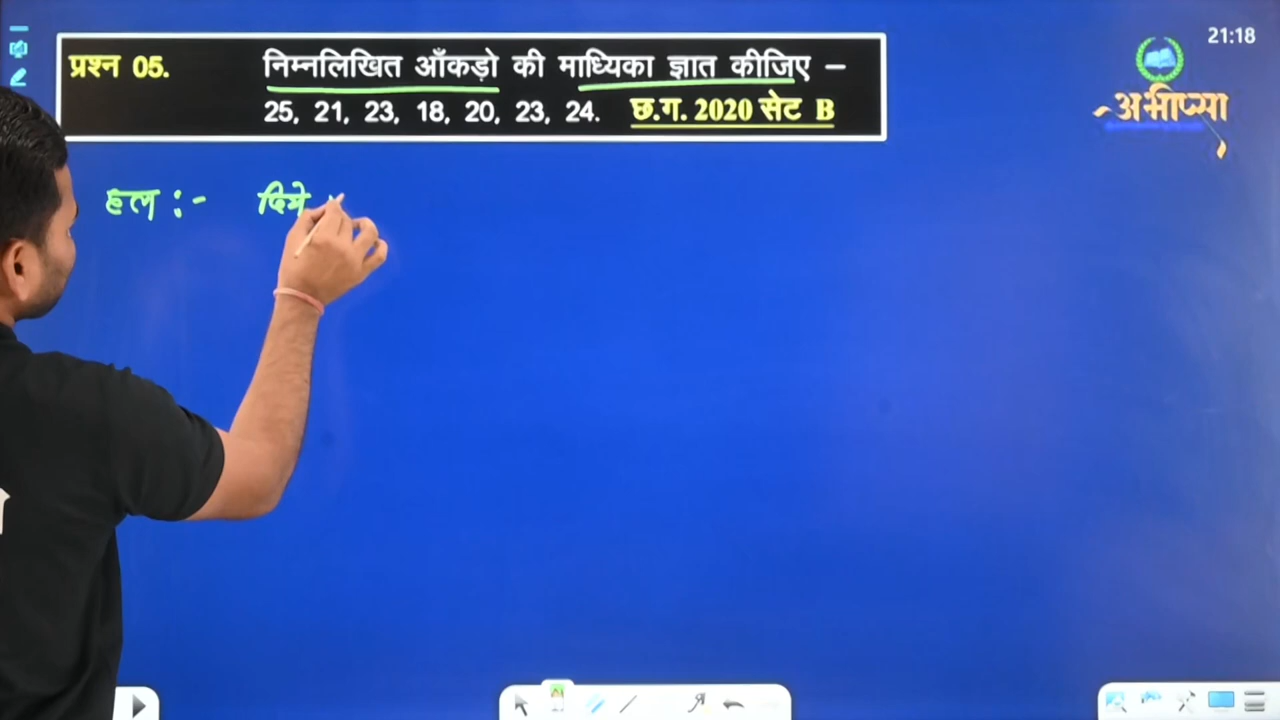 21:18
प्रश्न 05. निम्नलिखित आँकड़ो की माध्यिका ज्ञात कीजिए –
25, 21, 23, 18, 20, 23, 24. छ.ग. 2020 सेट B
अभीप्सा
हल :- दिये